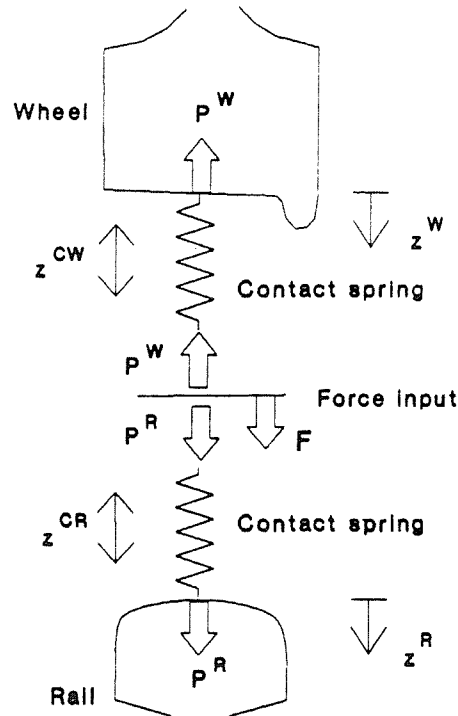 Wheel
P W
z W
z CW
Contact spring
P W
Force input
P R
F
z CR
Contact spring
z R
P R
Rail